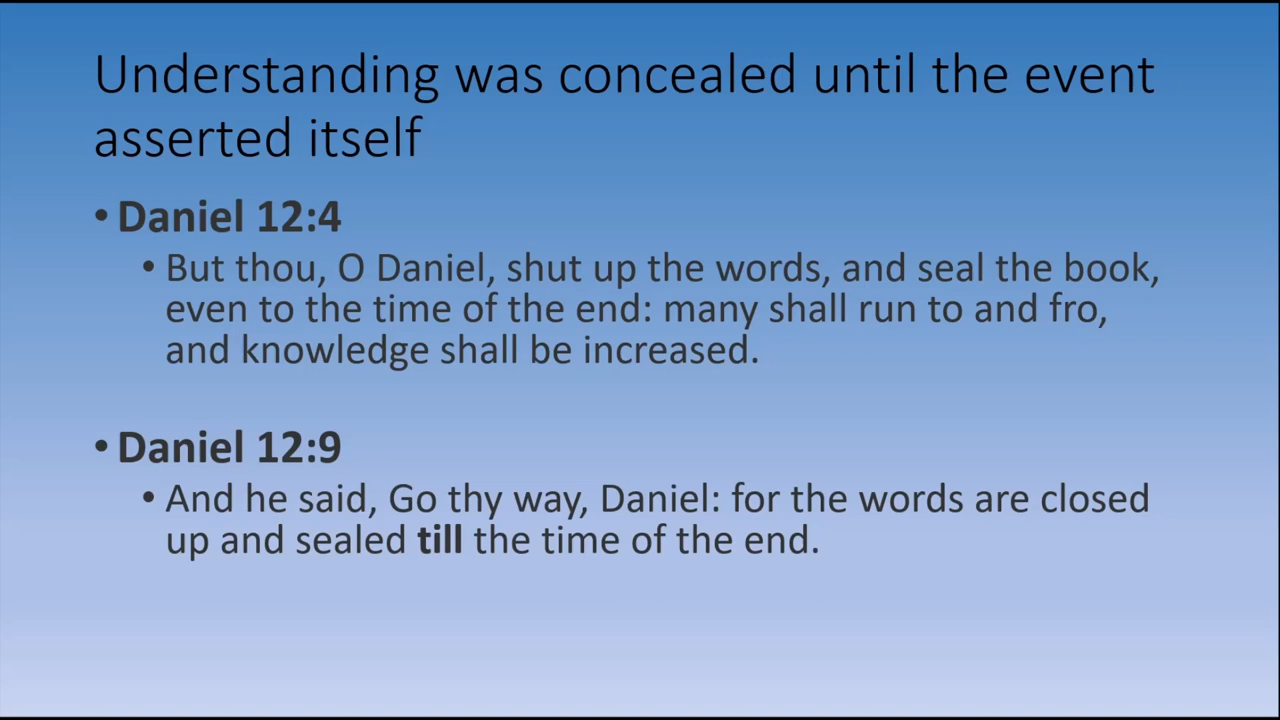 Understanding was concealed until the event
asserted itself
• Daniel 12:4
• But thou, O Daniel, shut up the words, and seal the book,
even to the time of the end: many shall run to and fro,
and knowledge shall be increased.
• Daniel 12:9
• And he said, Go thy way, Daniel: for the words are closed
up and sealed till the time of the end.